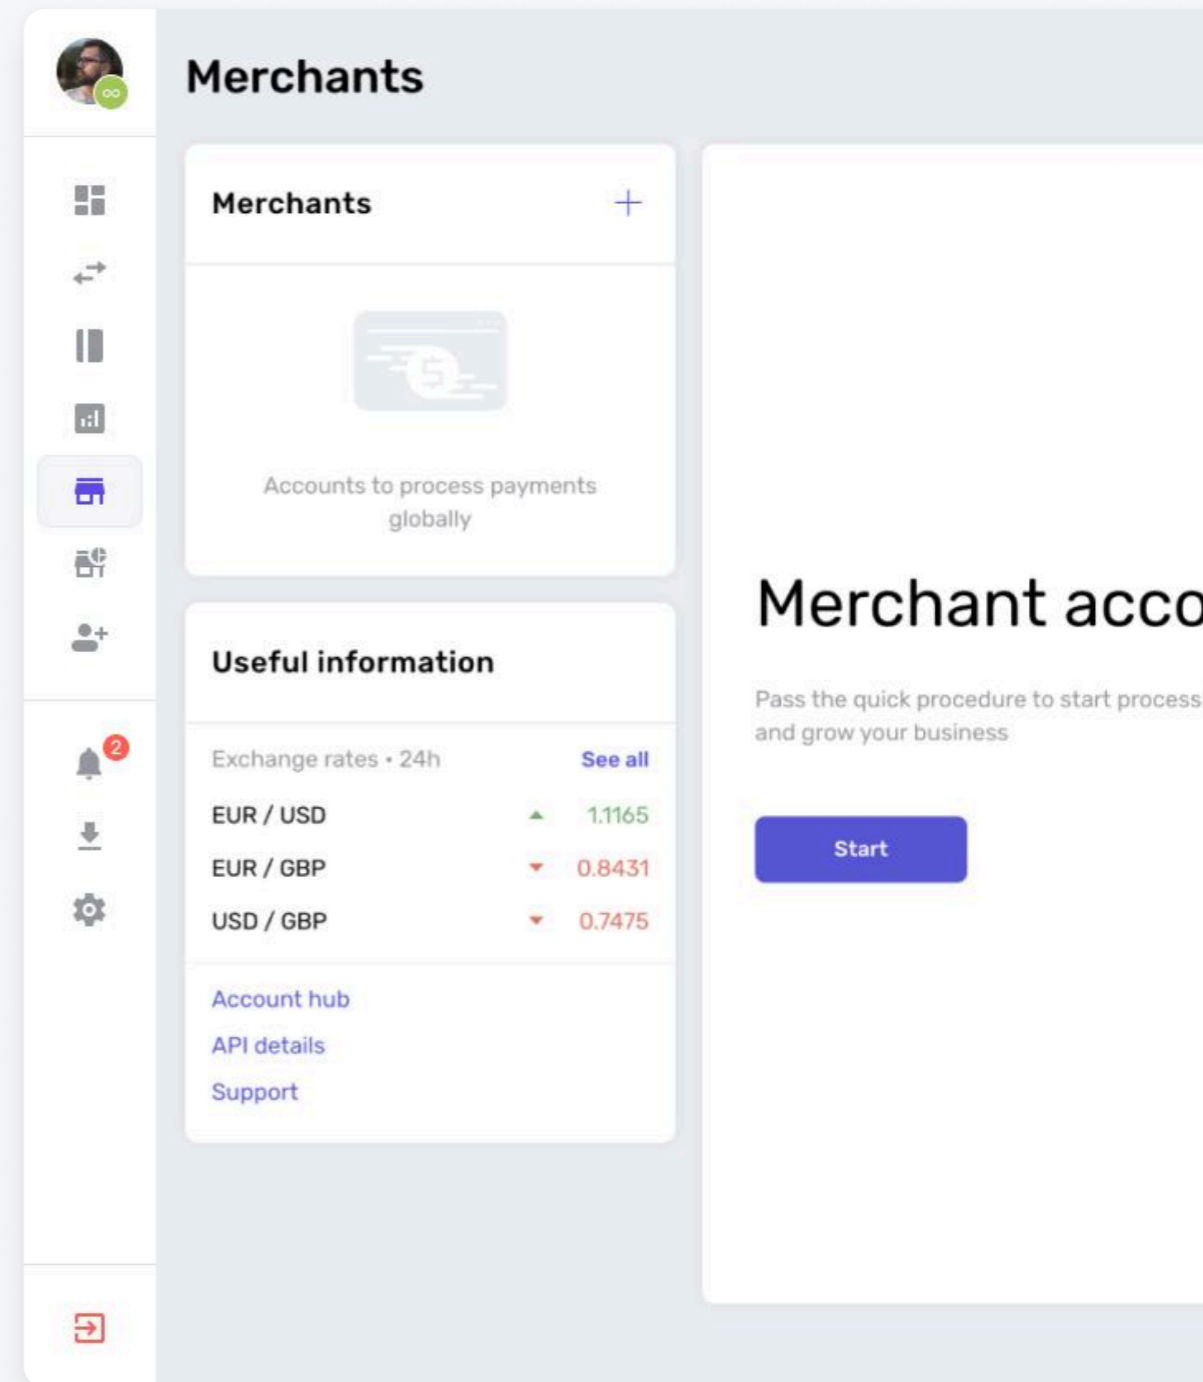 Merchants
Merchants
Accounts to process payments
globally
Useful information
Exchange rates • 24h See all
EUR / USD 1.1165
EUR / GBP 0.8431
USD / GBP 0.7475
Account hub
API details
Support
2
Merchant acco
Pass the quick procedure to start process
and grow your business
Start